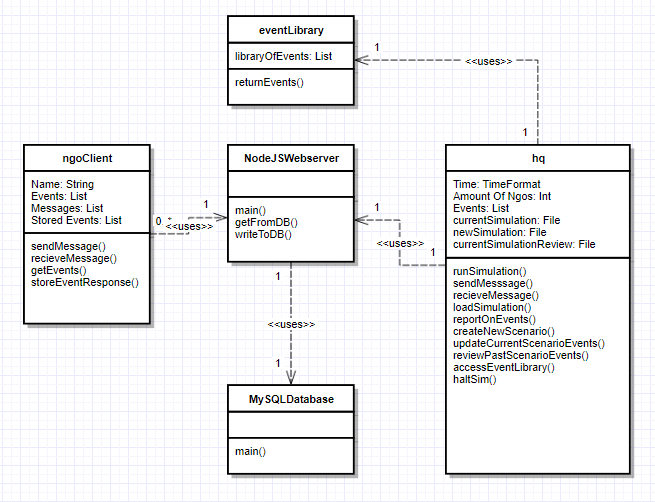 eventLibrary
libraryOfEvents: List
returnEvents()
1
<<uses>>
1
ngoClient
Name: String
Events: List
Messages: List
Stored Events: List
sendMessage()
recieveMessage()
getEvents()
storeEventResponse()
0 *
1
<<uses>>
NodeJSWebserver
main()
getFromDB()
writeToDB()
1
<<uses>>
1
hq
Time: TimeFormat
Amount Of Ngos: Int
Events: List
currentSimulation: File
newSimulation: File
currentSimulationReview: File
runSimulation()
sendMesssage()
recieveMessage()
loadSimulation()
reportOnEvents()
createNewScenario()
updateCurrentScenarioEvents()
reviewPastScenarioEvents()
accessEventLibrary()
haltSim()
1
<<uses>>
1
MySQLDatabase
main()